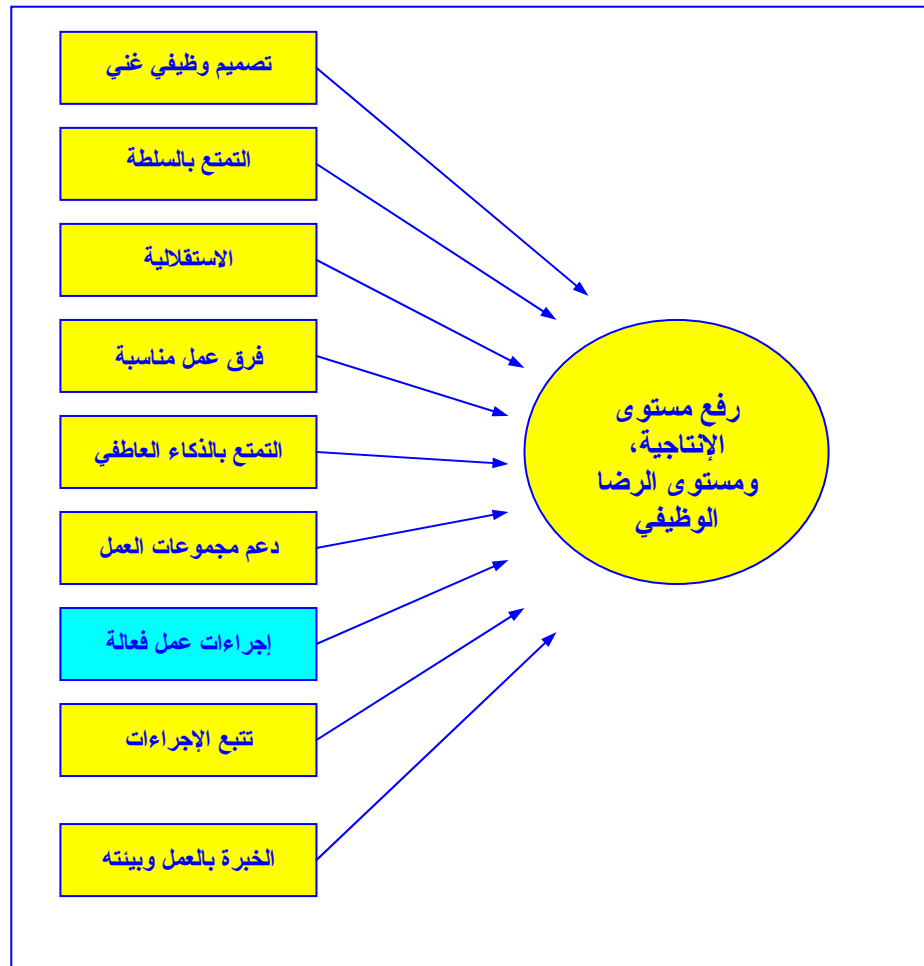 تصميم وظيفي غني
التمتع بالسلطة
الاستقلالية
فرق عمل مناسبة
التمتع بالذكاء العاطفي
دعم مجموعات العمل
إجراءات عمل فعالة
تتبع الإجراءات
الخبرة بالعمل وبيئته
رفع مستوى
الإنتاجية،
ومستوى الرضا
الوظيفي